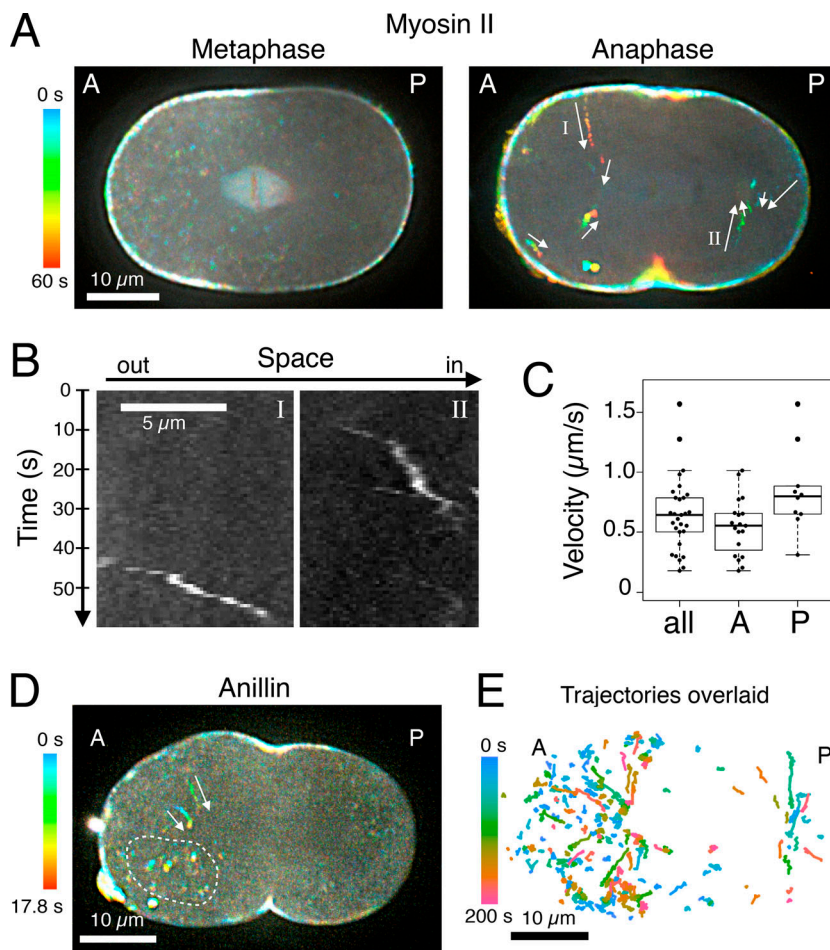 A
Myosin II
Metaphase
Anaphase
0 s
60 s
A
P
10 µm
A
P
I
II
B
out
Space
in
Time (s)
0
10
20
30
40
50
5 µm
I
II
C
Velocity (µm/s)
1.5
1.0
0.5
0
all
A
P
D
Anillin
0 s
17.8 s
A
P
10 µm
E
Trajectories overlaid
0 s
200 s
A
P
10 µm